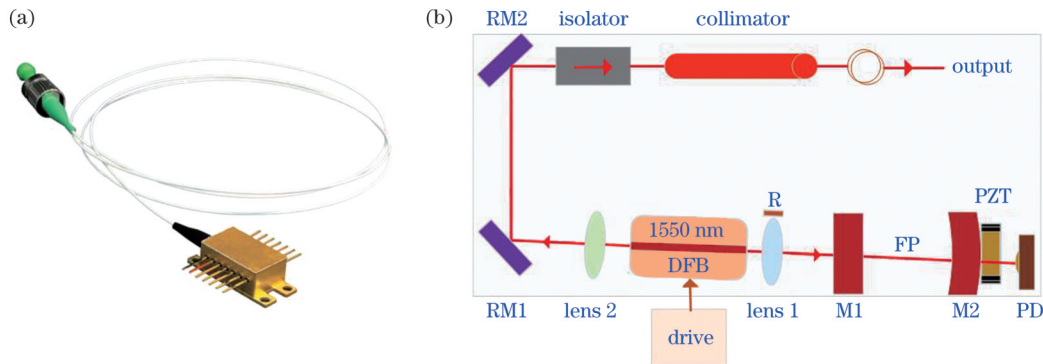 (a)
(b)
RM2 isolator collimator
output
R
PZT
1550 nm
FP
DFB
RM1 lens 2 lens 1 M1 M2 PD
drive